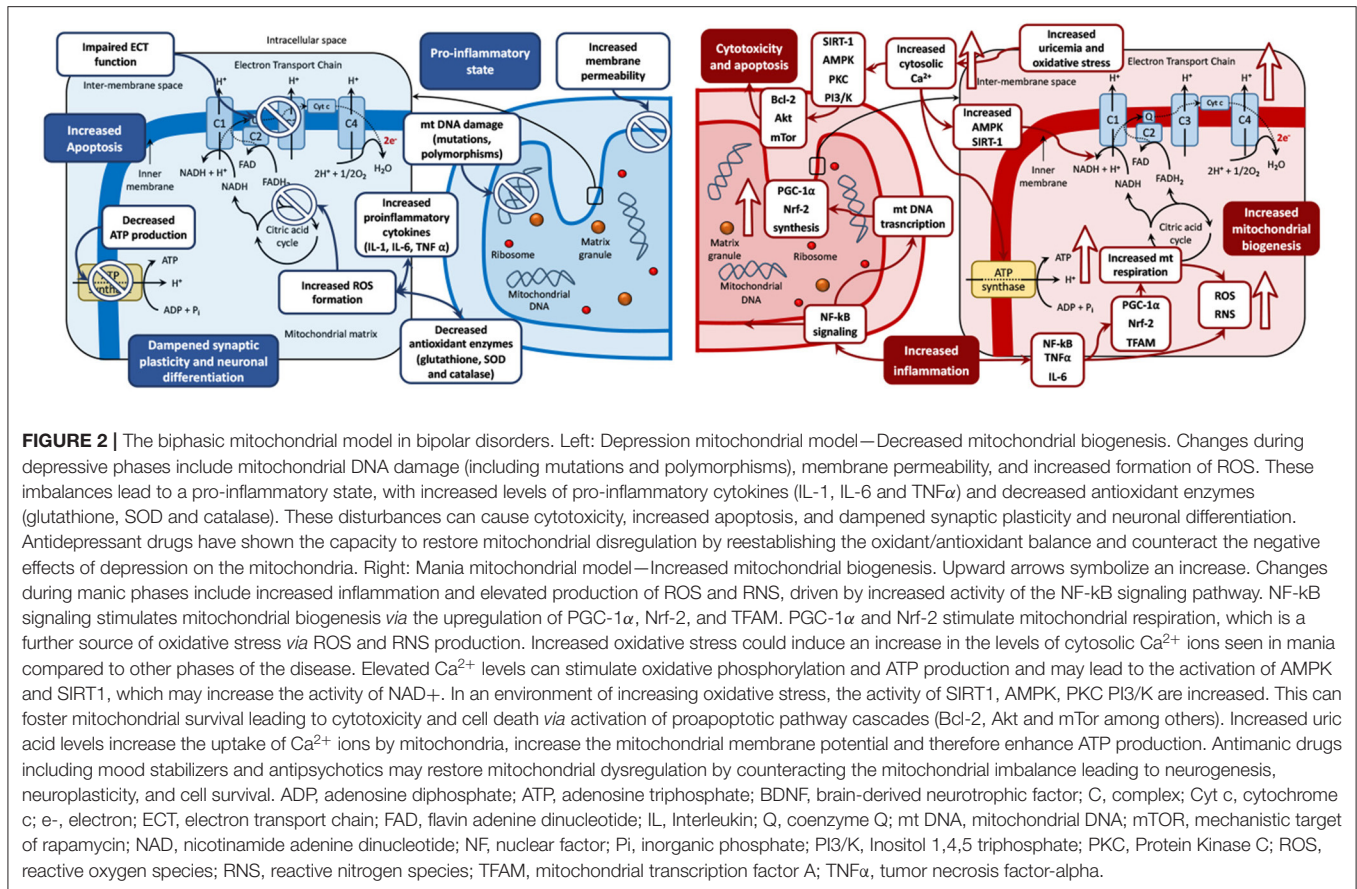 Impaired ECT
function
Intracellular space
Electron Transport Chain
Inter-membrane space
H⁺
H⁺
H⁺
C1
Q
C2
Cyt c
C4
2e⁻
H₂O
2H⁺ + 1/2O₂
FAD
FADH₂
NADH + H⁺
NADH
Inner
membrane
Increased
Apoptosis
Decreased
ATP production
Citric acid
cycle
ATP
H⁺
ADP + Pᵢ
ATP
synthase
Increased ROS
formation
Mitochondrial matrix
Dampened synaptic
plasticity and neuronal
differentiation
Pro-inflammatory
state
Increased
membrane
permeability
mt DNA damage
(mutations,
polymorphisms)
Increased
proinflammatory
cytokines
(IL-1, IL-6, TNF α)
Decreased
antioxidant enzymes
(glutathione, SOD
and catalase)
Ribosome
Matrix
granule
Mitochondrial
DNA
Cytotoxicity
and apoptosis
SIRT-1
AMPK
PKC
PI3/K
Bcl-2
Akt
mTor
Increased
cytosolic
Ca²⁺
Increased
uricemia and
oxidative stress
Electron Transport Chain
Inter-membrane space
Increased
AMPK
SIRT-1
H⁺
H⁺
H⁺
C1
Q
C2
C3
Cyt c
C4
2e⁻
H₂O
2H⁺ + 1/2O₂
FAD
FADH₂
NADH + H⁺
NADH
Inner
membrane
Citric acid
cycle
Increased
mitochondrial
biogenesis
PGC-1α
Nrf-2
synthesis
mt DNA
trasncription
Matrix
granule
Ribosome
Mitochondrial
DNA
NF-kB
signaling
Increased
inflammation
NF-kB
TNFα
IL-6
PGC-1α
Nrf-2
TFAM
Increased mt
respiration
ROS
RNS
ATP
synthase
ATP
H⁺
ADP + Pᵢ
Mitochondrial matrix
FIGURE 2 | The biphasic mitochondrial model in bipolar disorders. Left: Depression mitochondrial model—Decreased mitochondrial biogenesis. Changes during
depressive phases include mitochondrial DNA damage (including mutations and polymorphisms), membrane permeability, and increased formation of ROS. These
imbalances lead to a pro-inflammatory state, with increased levels of pro-inflammatory cytokines (IL-1, IL-6 and TNFα) and decreased antioxidant enzymes
(glutathione, SOD and catalase). These disturbances can cause cytotoxicity, increased apoptosis, and dampened synaptic plasticity and neuronal differentiation.
Antidepressant drugs have shown the capacity to restore mitochondrial disregulation by reestablishing the oxidant/antioxidant balance and counteract the negative
effects of depression on the mitochondria. Right: Mania mitochondrial model—Increased mitochondrial biogenesis. Upward arrows symbolize an increase. Changes
during manic phases include increased inflammation and elevated production of ROS and RNS, driven by increased activity of the NF-kB signaling pathway. NF-kB
signaling stimulates mitochondrial biogenesis via the upregulation of PGC-1α, Nrf-2, and TFAM. PGC-1α and Nrf-2 stimulate mitochondrial respiration, which is a
further source of oxidative stress via ROS and RNS production. Increased oxidative stress could induce an increase in the levels of cytosolic Ca²⁺ ions seen in mania
compared to other phases of the disease. Elevated Ca²⁺ levels can stimulate oxidative phosphorylation and ATP production and may lead to the activation of AMPK
and SIRT1, which may increase the activity of NAD+. In an environment of increasing oxidative stress, the activity of SIRT1, AMPK, PKC PI3/K are increased. This can
foster mitochondrial survival leading to cytotoxicity and cell death via activation of proapoptotic pathway cascades (Bcl-2, Akt and mTor among others). Increased uric
acid levels increase the uptake of Ca²⁺ ions by mitochondria, increase the mitochondrial membrane potential and therefore enhance ATP production. Antimanic drugs
including mood stabilizers and antipsychotics may restore mitochondrial dysregulation by counteracting the mitochondrial imbalance leading to neurogenesis,
neuroplasticity, and cell survival. ADP, adenosine diphosphate; ATP, adenosine triphosphate; BDNF, brain-derived neurotrophic factor; C, complex; Cyt c, cytochrome
c; e-, electron; ECT, electron transport chain; FAD, flavin adenine dinucleotide; IL, Interleukin; Q, coenzyme Q; mt DNA, mitochondrial DNA; mTOR, mechanistic target
of rapamycin; NAD, nicotinamide adenine dinucleotide; NF, nuclear factor; Pi, inorganic phosphate; PI3/K, Inositol 1,4,5 triphosphate; PKC, Protein Kinase C; ROS,
reactive oxygen species; RNS, reactive nitrogen species; TFAM, mitochondrial transcription factor A; TNFα, tumor necrosis factor-alpha.